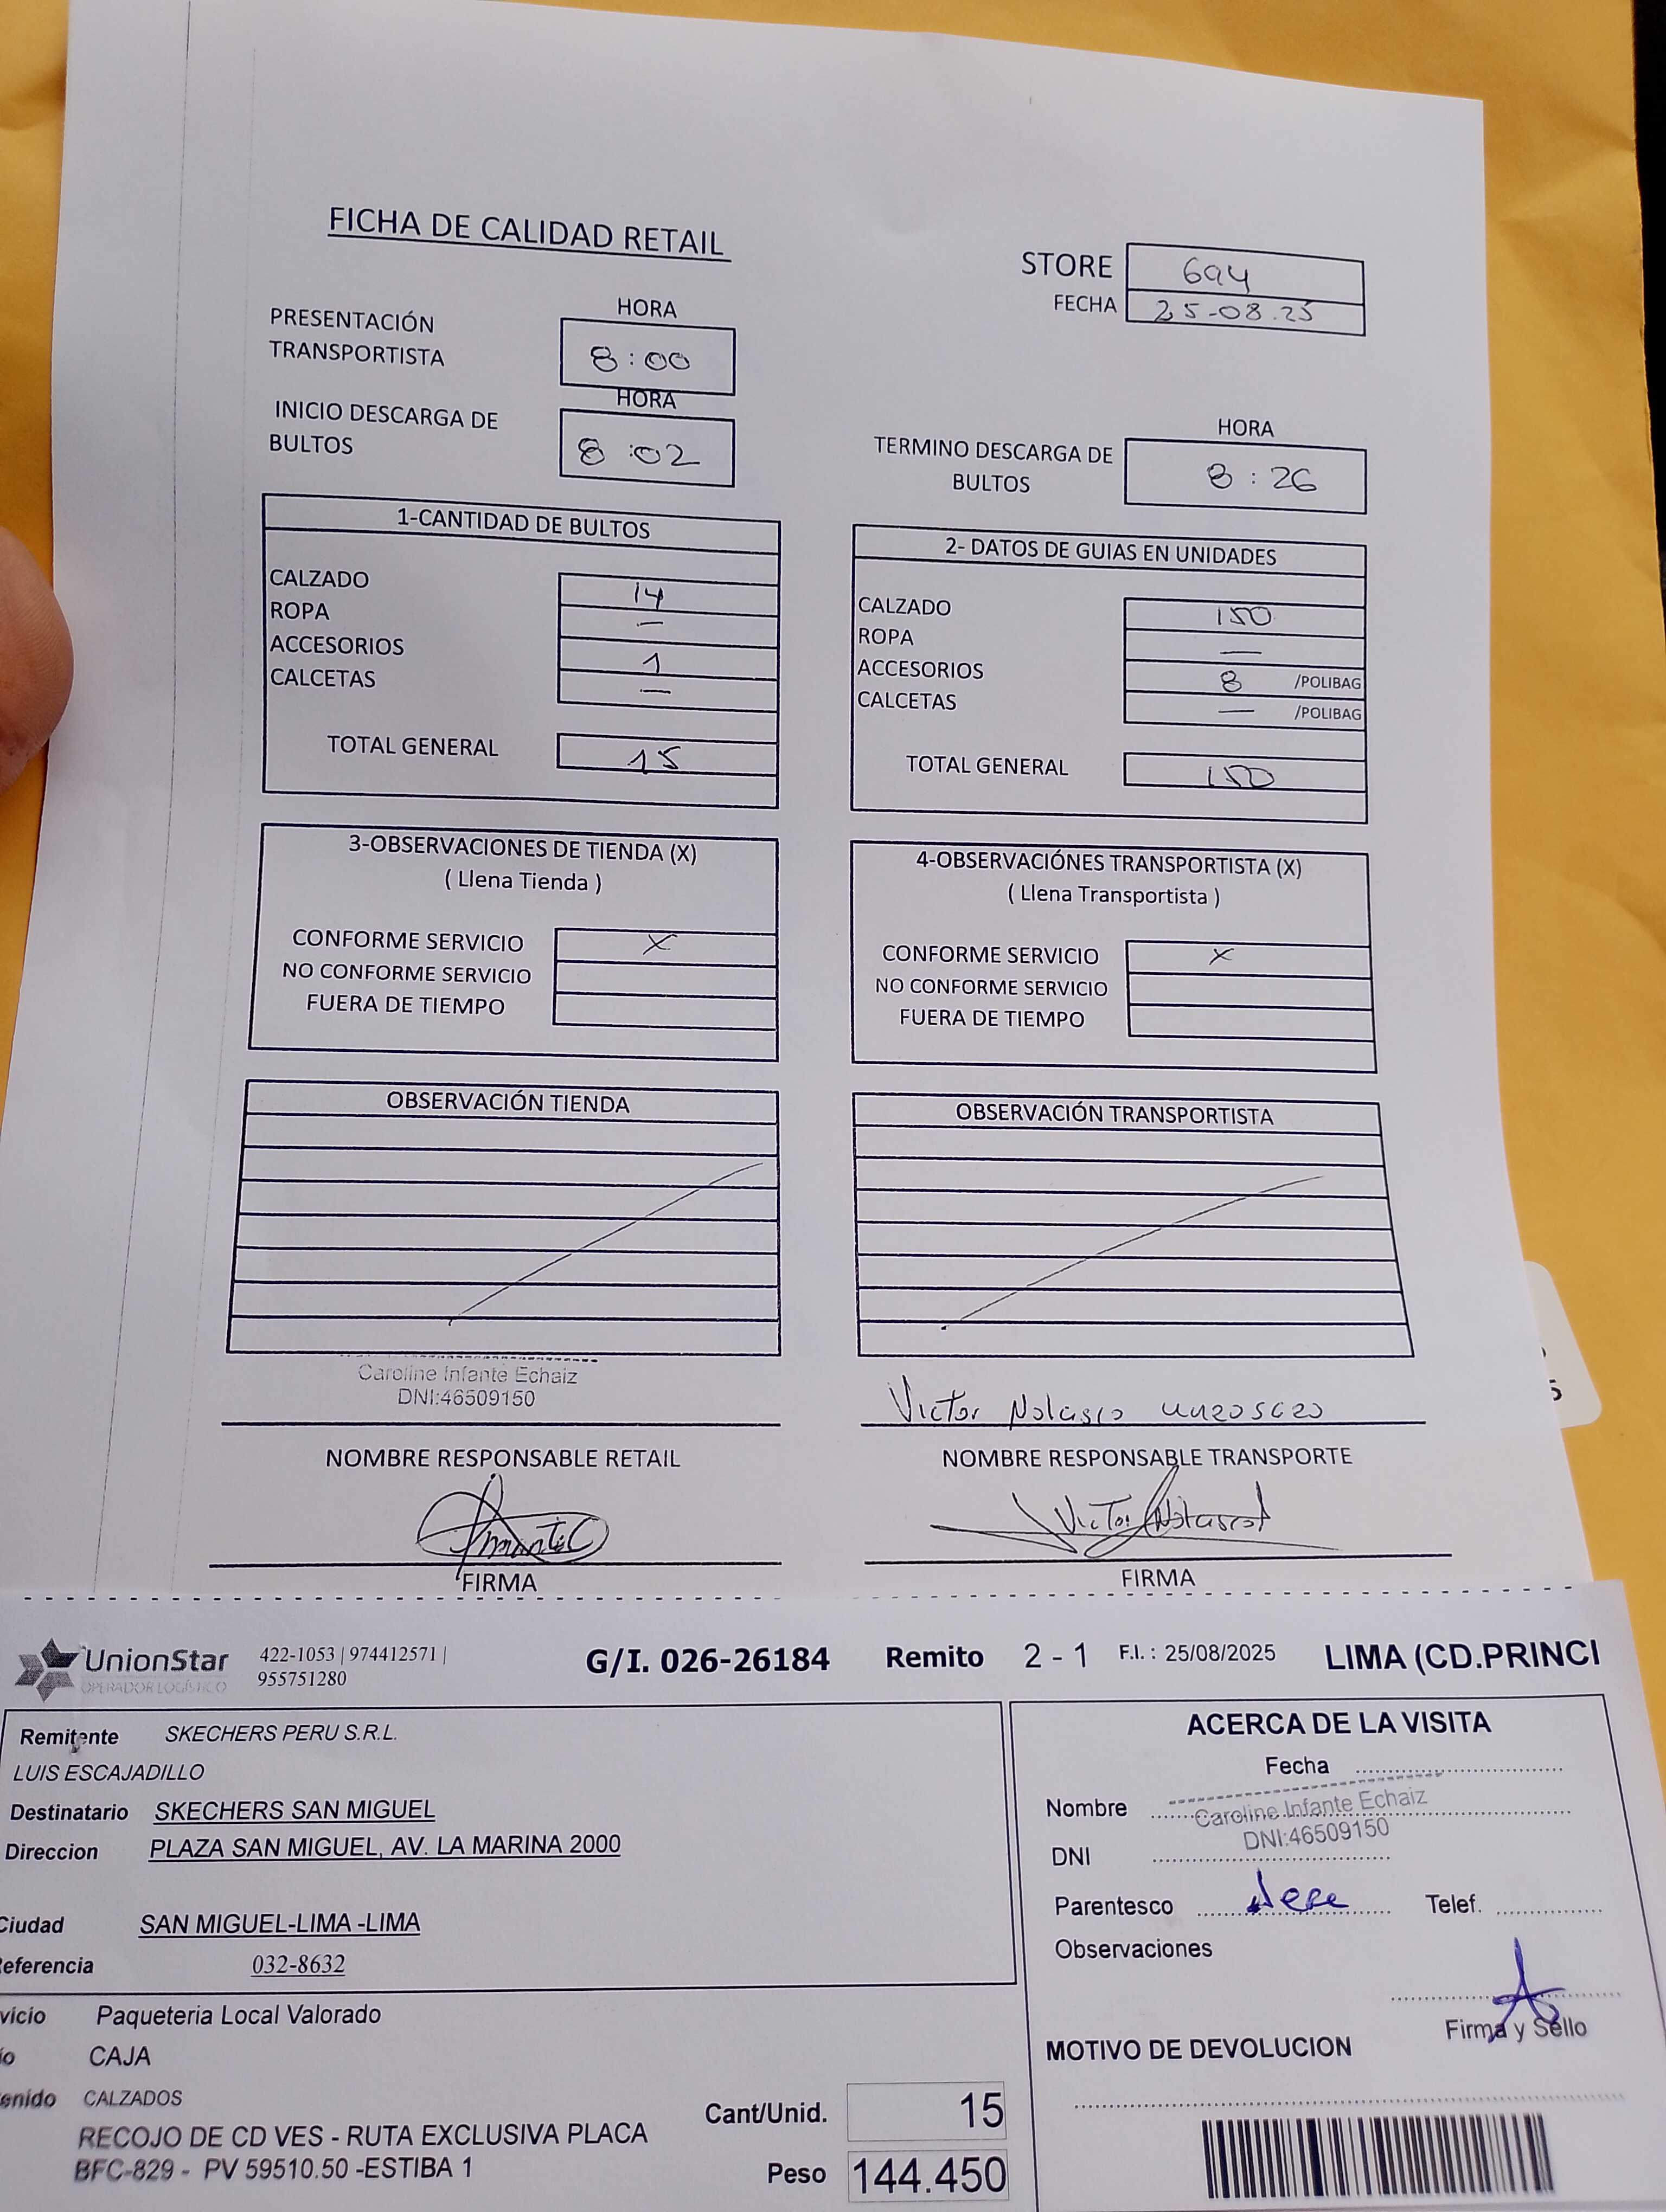 FICHA DE CALIDAD RETAIL
STORE 694
FECHA 25-08.25
HORA
PRESENTACIÓN
TRANSPORTISTA
8:00
HORA
INICIO DESCARGA DE
BULTOS
8:02
HORA
TERMINO DESCARGA DE
BULTOS
8:26
1-CANTIDAD DE BULTOS
CALZADO 14
ROPA —
ACCESORIOS 1
CALCETAS —
TOTAL GENERAL 15
2- DATOS DE GUIAS EN UNIDADES
CALZADO 150
ROPA —
ACCESORIOS 8 /POLIBAG
CALCETAS — /POLIBAG
TOTAL GENERAL 150
3-OBSERVACIONES DE TIENDA (X)
( Llena Tienda )
CONFORME SERVICIO X
NO CONFORME SERVICIO
FUERA DE TIEMPO
4-OBSERVACIÓNES TRANSPORTISTA (X)
( Llena Transportista )
CONFORME SERVICIO X
NO CONFORME SERVICIO
FUERA DE TIEMPO
OBSERVACIÓN TIENDA
OBSERVACIÓN TRANSPORTISTA
Caroline Infante Echaiz
DNI:46509150
NOMBRE RESPONSABLE RETAIL
FIRMA
Victor Nolasco
NOMBRE RESPONSABLE TRANSPORTE
Victor Nolasco
FIRMA
5
UnionStar
OPERADOR LOGÍSTICO
422-1053 | 974412571 |
955751280
G/I. 026-26184
Remito 2 - 1
F.I. : 25/08/2025
LIMA (CD.PRINCI
Remitente SKECHERS PERU S.R.L.
LUIS ESCAJADILLO
Destinatario SKECHERS SAN MIGUEL
Direccion PLAZA SAN MIGUEL, AV. LA MARINA 2000
Ciudad SAN MIGUEL-LIMA -LIMA
eferencia 032-8632
vicio Paqueteria Local Valorado
io CAJA
enido CALZADOS
RECOJO DE CD VES - RUTA EXCLUSIVA PLACA
BFC-829 - PV 59510.50 -ESTIBA 1
Cant/Unid. 15
Peso 144.450
ACERCA DE LA VISITA
Fecha
Nombre Caroline Infante Echaiz
DNI:46509150
DNI
Parentesco
Telef.
Observaciones
Firma y Sello
MOTIVO DE DEVOLUCION